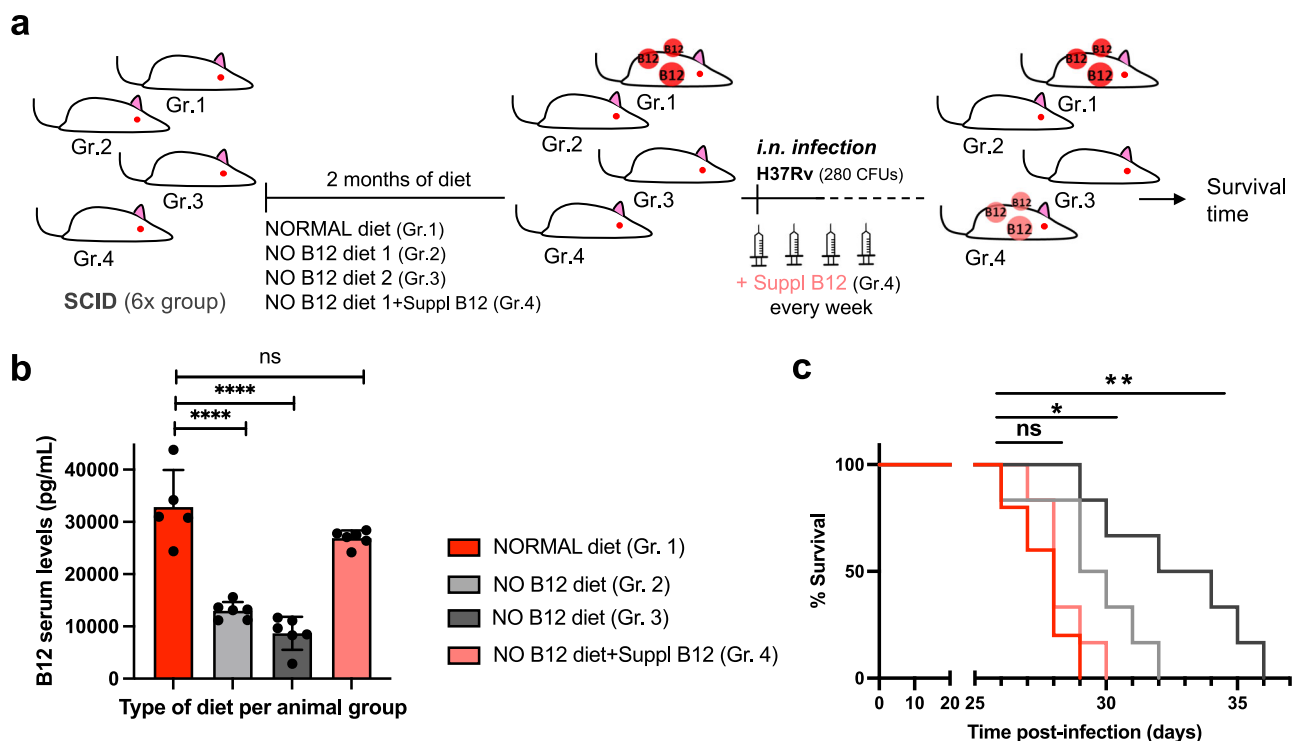 a
B12
B12
B12
Gr.1
Gr.2
Gr.3
Gr.4
SCID (6x group)
2 months of diet
NORMAL diet (Gr.1)
NO B12 diet 1 (Gr.2)
NO B12 diet 2 (Gr.3)
NO B12 diet 1+Suppl B12 (Gr.4)
Gr.1
Gr.2
Gr.3
Gr.4
i.n. infection
H37Rv (280 CFUs)
+ Suppl B12 (Gr.4)
every week
B12
B12
B12
Gr.1
Gr.2
Gr.3
B12
B12
B12
Gr.4
Survival
time
b
ns
****
****
B12 serum levels (pg/mL)
40000
30000
20000
10000
0
Type of diet per animal group
NORMAL diet (Gr. 1)
NO B12 diet (Gr. 2)
NO B12 diet (Gr. 3)
NO B12 diet+Suppl B12 (Gr. 4)
c
**
*
ns
% Survival
100
50
0
0 10 20 25 30 35
Time post-infection (days)